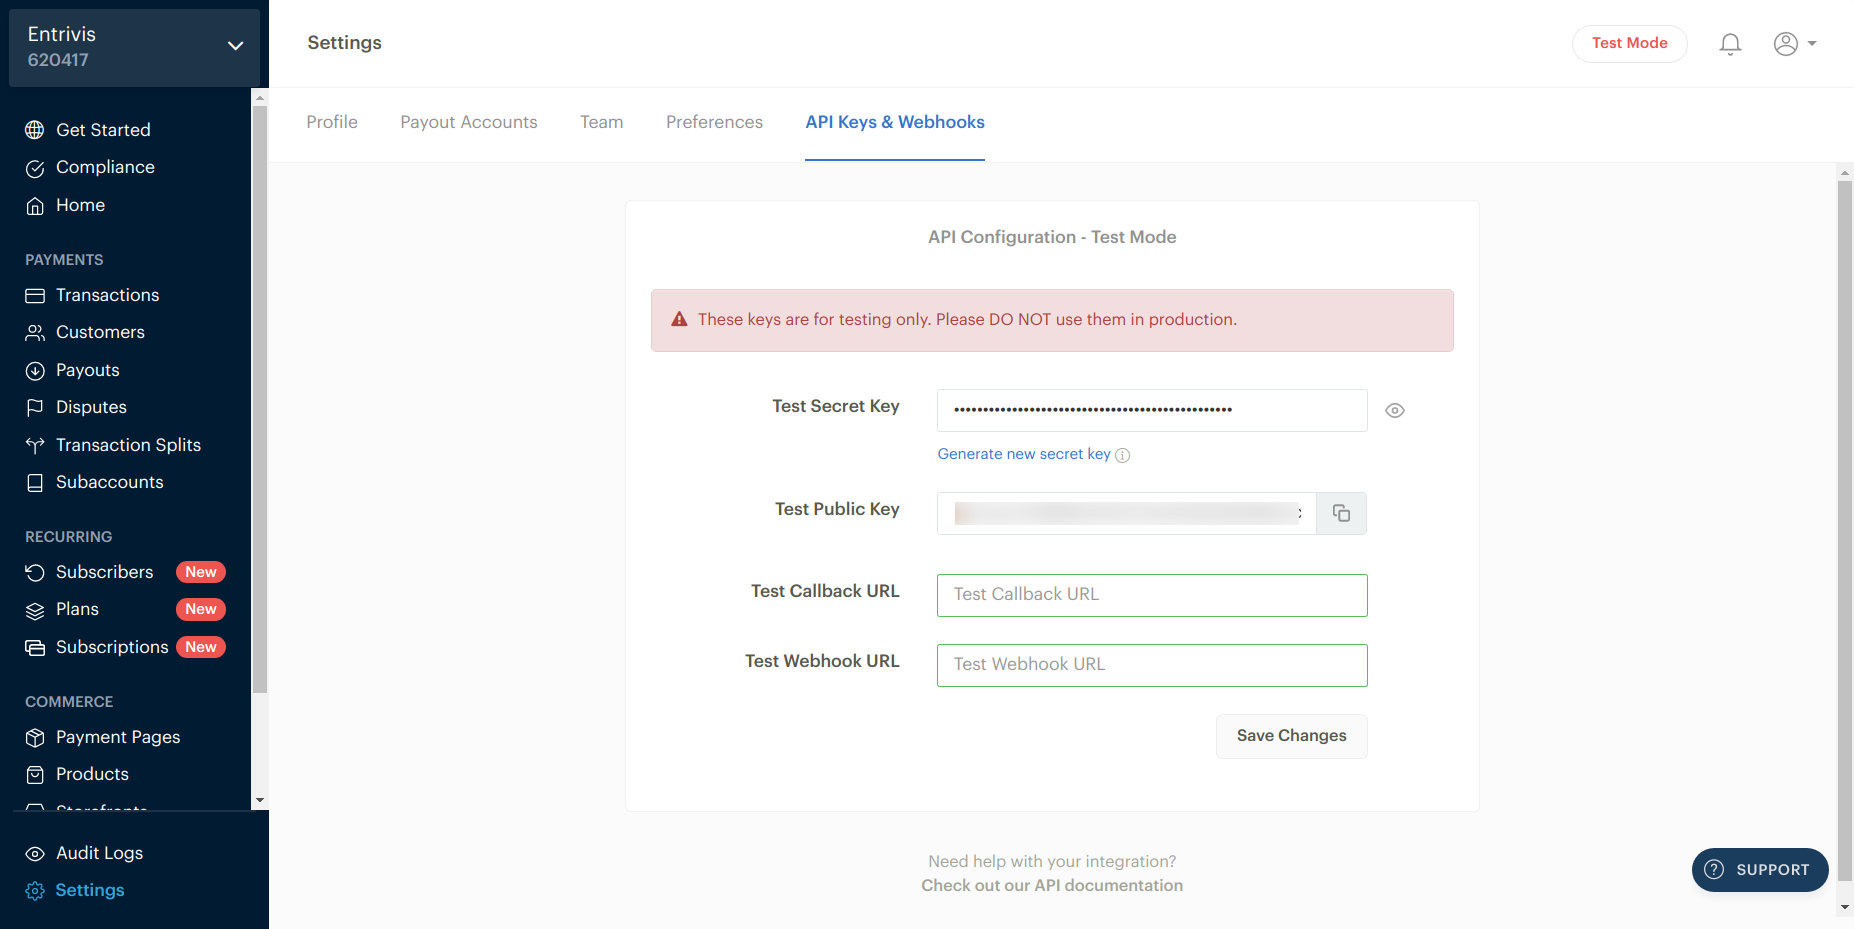 Entrivis
620417
Get Started
Compliance
Home
PAYMENTS
Transactions
Customers
Payouts
Disputes
Transaction Splits
Subaccounts
RECURRING
Subscribers New
Plans New
Subscriptions New
COMMERCE
Payment Pages
Products
Storefronts
Audit Logs
Settings
Settings
Test Mode
Profile Payout Accounts Team Preferences API Keys & Webhooks
API Configuration - Test Mode
These keys are for testing only. Please DO NOT use them in production.
Test Secret Key
Generate new secret key
Test Public Key
Test Callback URL Test Callback URL
Test Webhook URL Test Webhook URL
Save Changes
Need help with your integration?
Check out our API documentation
SUPPORT